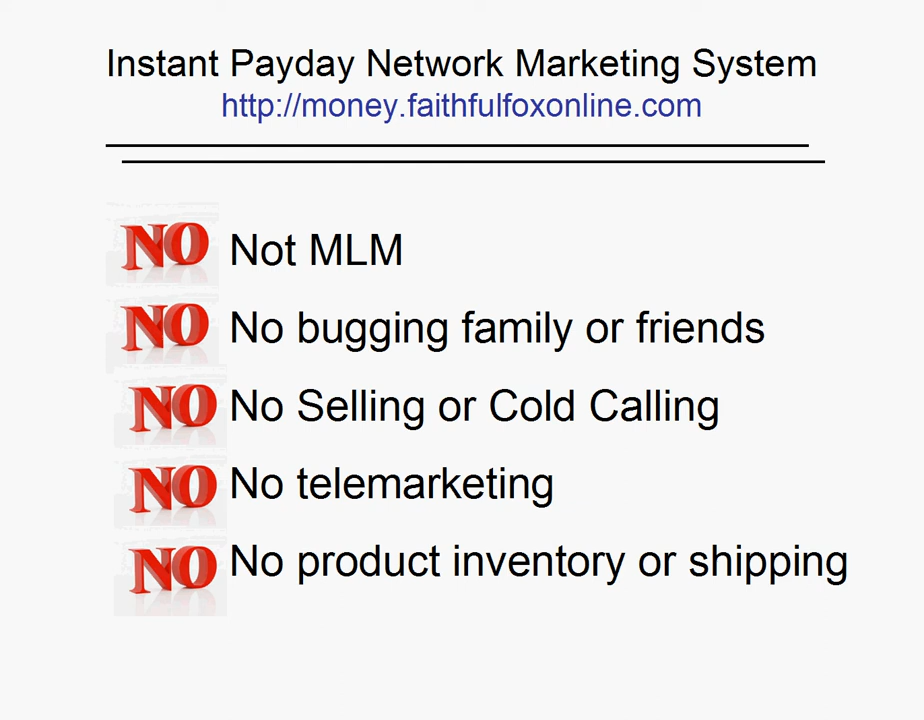 Instant Payday Network Marketing System
http://money.faithfulfoxonline.com
NO Not MLM
NO No bugging family or friends
NO No Selling or Cold Calling
NO No telemarketing
NO No product inventory or shipping